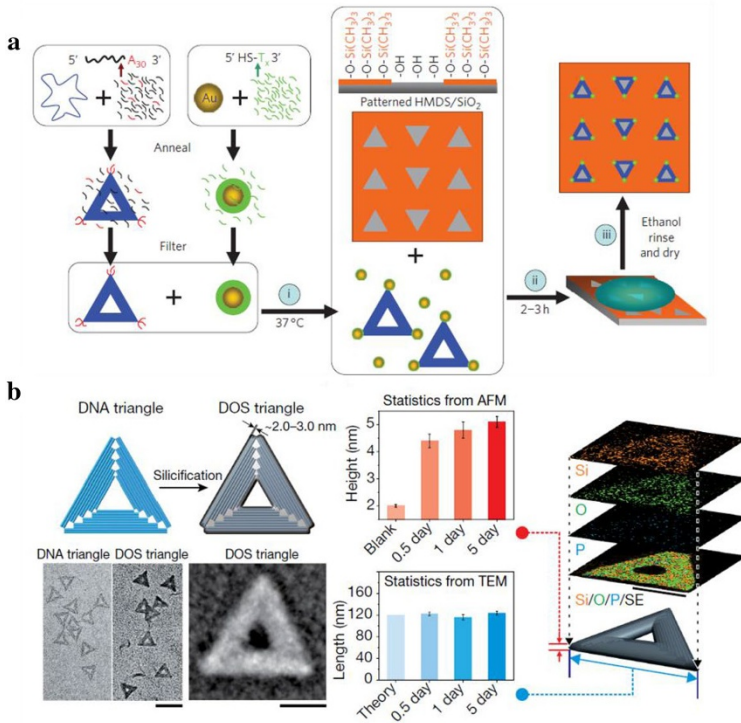 a
5' A30 3'
5' HS-Tx 3'
Au
+
+
Anneal
Filter
+
i
37 °C
-O-Si(CH3)3
-O-Si(CH3)3
-O-Si(CH3)3
-OH
-OH
-OH
-O-Si(CH3)3
-O-Si(CH3)3
-O-Si(CH3)3
Patterned HMDS/SiO2
+
ii
2–3 h
iii
Ethanol
rinse
and dry
b
DNA triangle
DOS triangle
~2.0–3.0 nm
Silicification
DNA triangle
DOS triangle
DOS triangle
Statistics from AFM
Height (nm)
5
4
3
2
Blank
0.5 day
1 day
5 day
Statistics from TEM
Length (nm)
160
120
80
40
0
Theory
0.5 day
1 day
5 day
Si
O
P
Si/O/P/SE